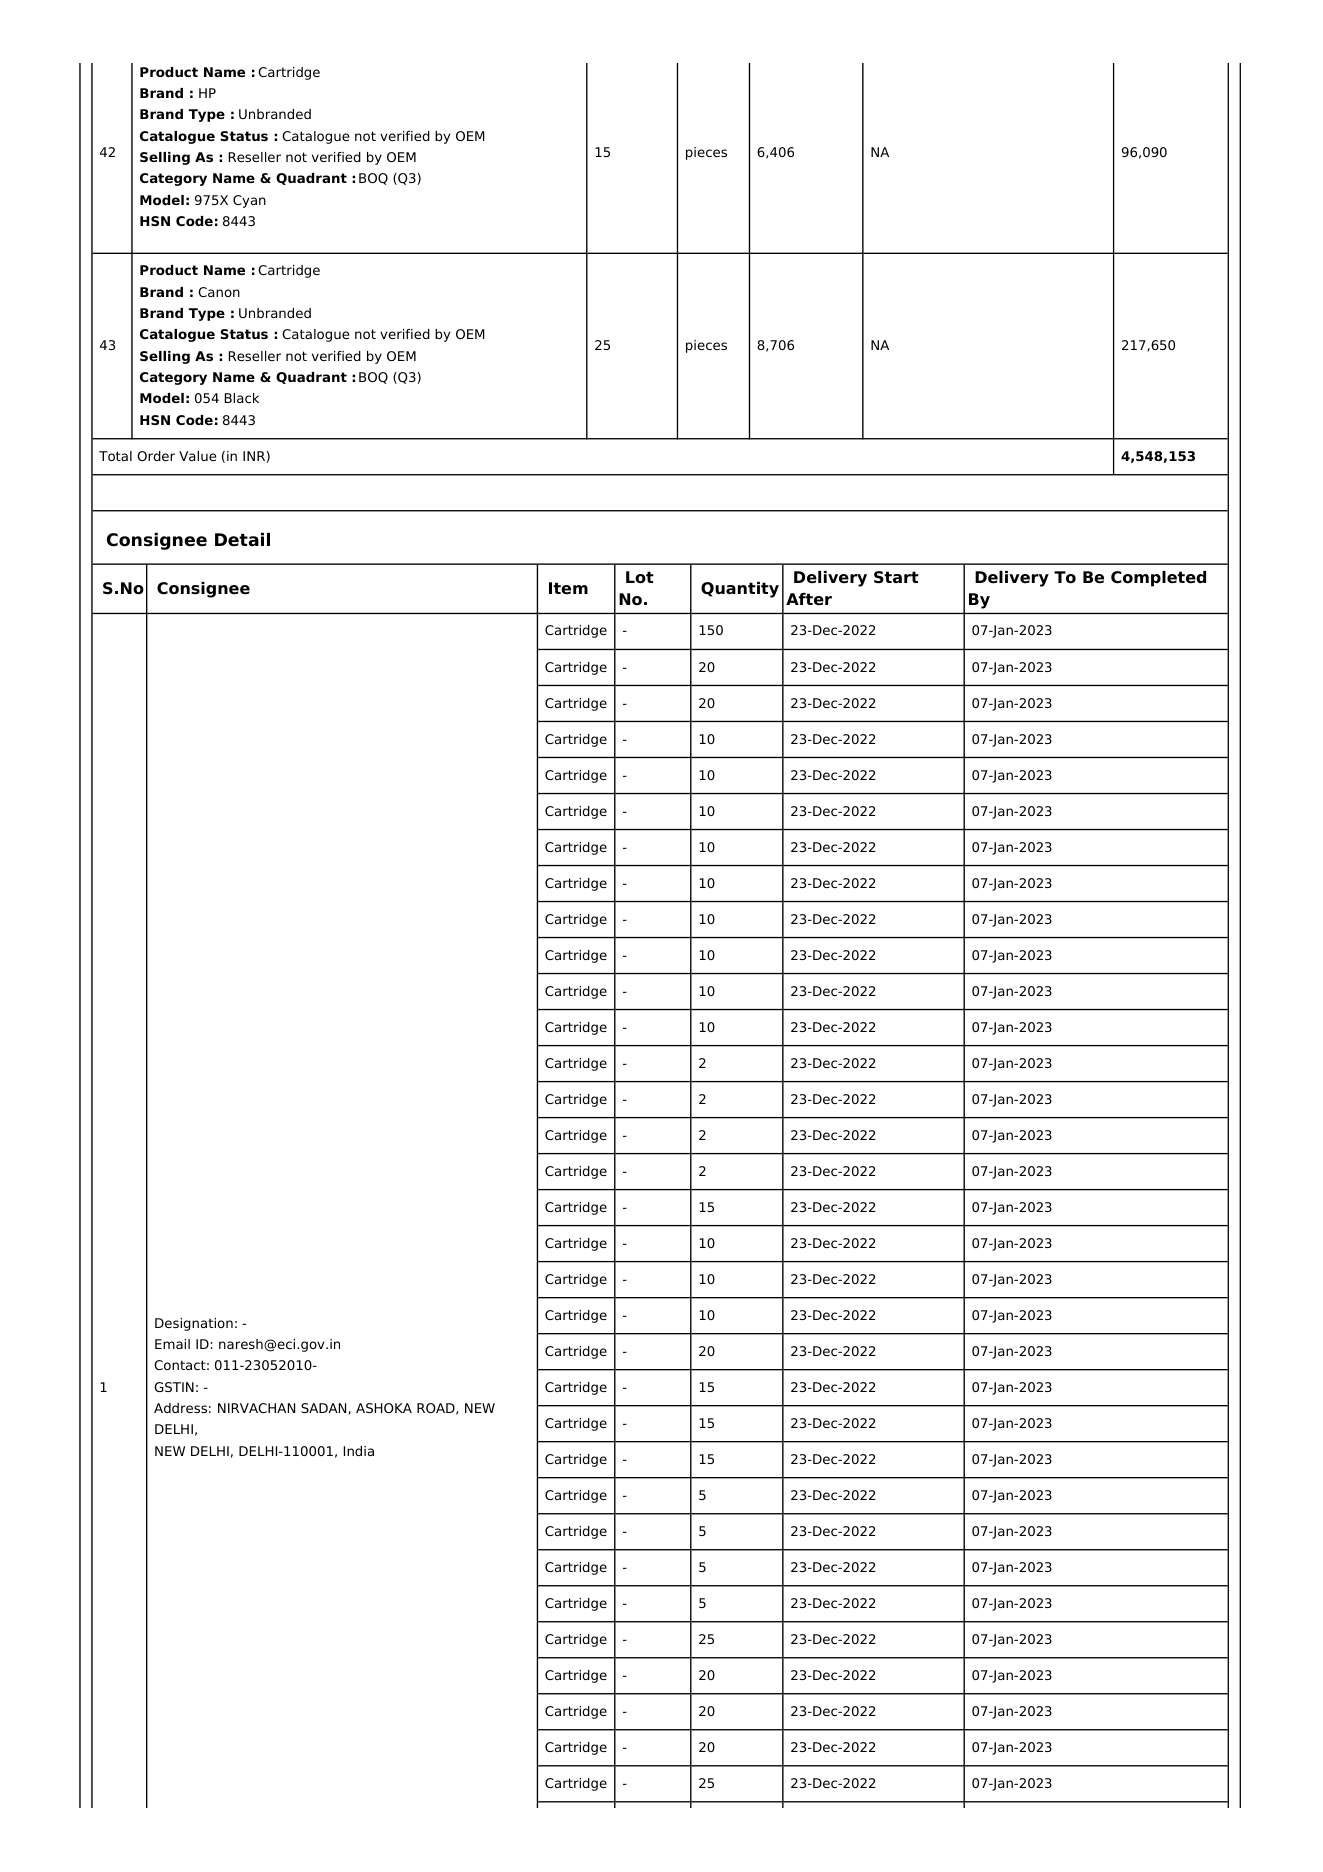 Product Name : Cartridge
Brand : HP
Brand Type : Unbranded
Catalogue Status : Catalogue not verified by OEM
Selling As : Reseller not verified by OEM
Category Name & Quadrant : BOQ (Q3)
Model: 975X Cyan
HSN Code: 8443
42 15 pieces 6,406 NA 96,090
Product Name : Cartridge
Brand : Canon
Brand Type : Unbranded
Catalogue Status : Catalogue not verified by OEM
Selling As : Reseller not verified by OEM
Category Name & Quadrant : BOQ (Q3)
Model: 054 Black
HSN Code: 8443
43 25 pieces 8,706 NA 217,650
Total Order Value (in INR) 4,548,153
Consignee Detail
S.No Consignee Item Lot No. Quantity Delivery Start After Delivery To Be Completed By
1
Designation: -
Email ID: naresh@eci.gov.in
Contact: 011-23052010-
GSTIN: -
Address: NIRVACHAN SADAN, ASHOKA ROAD, NEW
DELHI,
NEW DELHI, DELHI-110001, India
Cartridge - 150 23-Dec-2022 07-Jan-2023
Cartridge - 20 23-Dec-2022 07-Jan-2023
Cartridge - 20 23-Dec-2022 07-Jan-2023
Cartridge - 10 23-Dec-2022 07-Jan-2023
Cartridge - 10 23-Dec-2022 07-Jan-2023
Cartridge - 10 23-Dec-2022 07-Jan-2023
Cartridge - 10 23-Dec-2022 07-Jan-2023
Cartridge - 10 23-Dec-2022 07-Jan-2023
Cartridge - 10 23-Dec-2022 07-Jan-2023
Cartridge - 10 23-Dec-2022 07-Jan-2023
Cartridge - 10 23-Dec-2022 07-Jan-2023
Cartridge - 10 23-Dec-2022 07-Jan-2023
Cartridge - 2 23-Dec-2022 07-Jan-2023
Cartridge - 2 23-Dec-2022 07-Jan-2023
Cartridge - 2 23-Dec-2022 07-Jan-2023
Cartridge - 2 23-Dec-2022 07-Jan-2023
Cartridge - 15 23-Dec-2022 07-Jan-2023
Cartridge - 10 23-Dec-2022 07-Jan-2023
Cartridge - 10 23-Dec-2022 07-Jan-2023
Cartridge - 10 23-Dec-2022 07-Jan-2023
Cartridge - 20 23-Dec-2022 07-Jan-2023
Cartridge - 15 23-Dec-2022 07-Jan-2023
Cartridge - 15 23-Dec-2022 07-Jan-2023
Cartridge - 15 23-Dec-2022 07-Jan-2023
Cartridge - 5 23-Dec-2022 07-Jan-2023
Cartridge - 5 23-Dec-2022 07-Jan-2023
Cartridge - 5 23-Dec-2022 07-Jan-2023
Cartridge - 5 23-Dec-2022 07-Jan-2023
Cartridge - 25 23-Dec-2022 07-Jan-2023
Cartridge - 20 23-Dec-2022 07-Jan-2023
Cartridge - 20 23-Dec-2022 07-Jan-2023
Cartridge - 20 23-Dec-2022 07-Jan-2023
Cartridge - 25 23-Dec-2022 07-Jan-2023